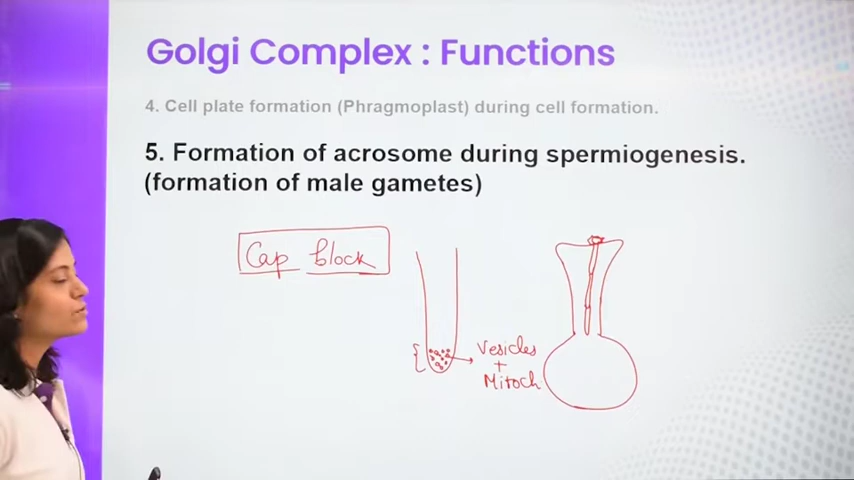 Golgi Complex : Functions
4. Cell plate formation (Phragmoplast) during cell formation.
5. Formation of acrosome during spermiogenesis.
(formation of male gametes)
Cap block
Vesicles
+
Mitoch